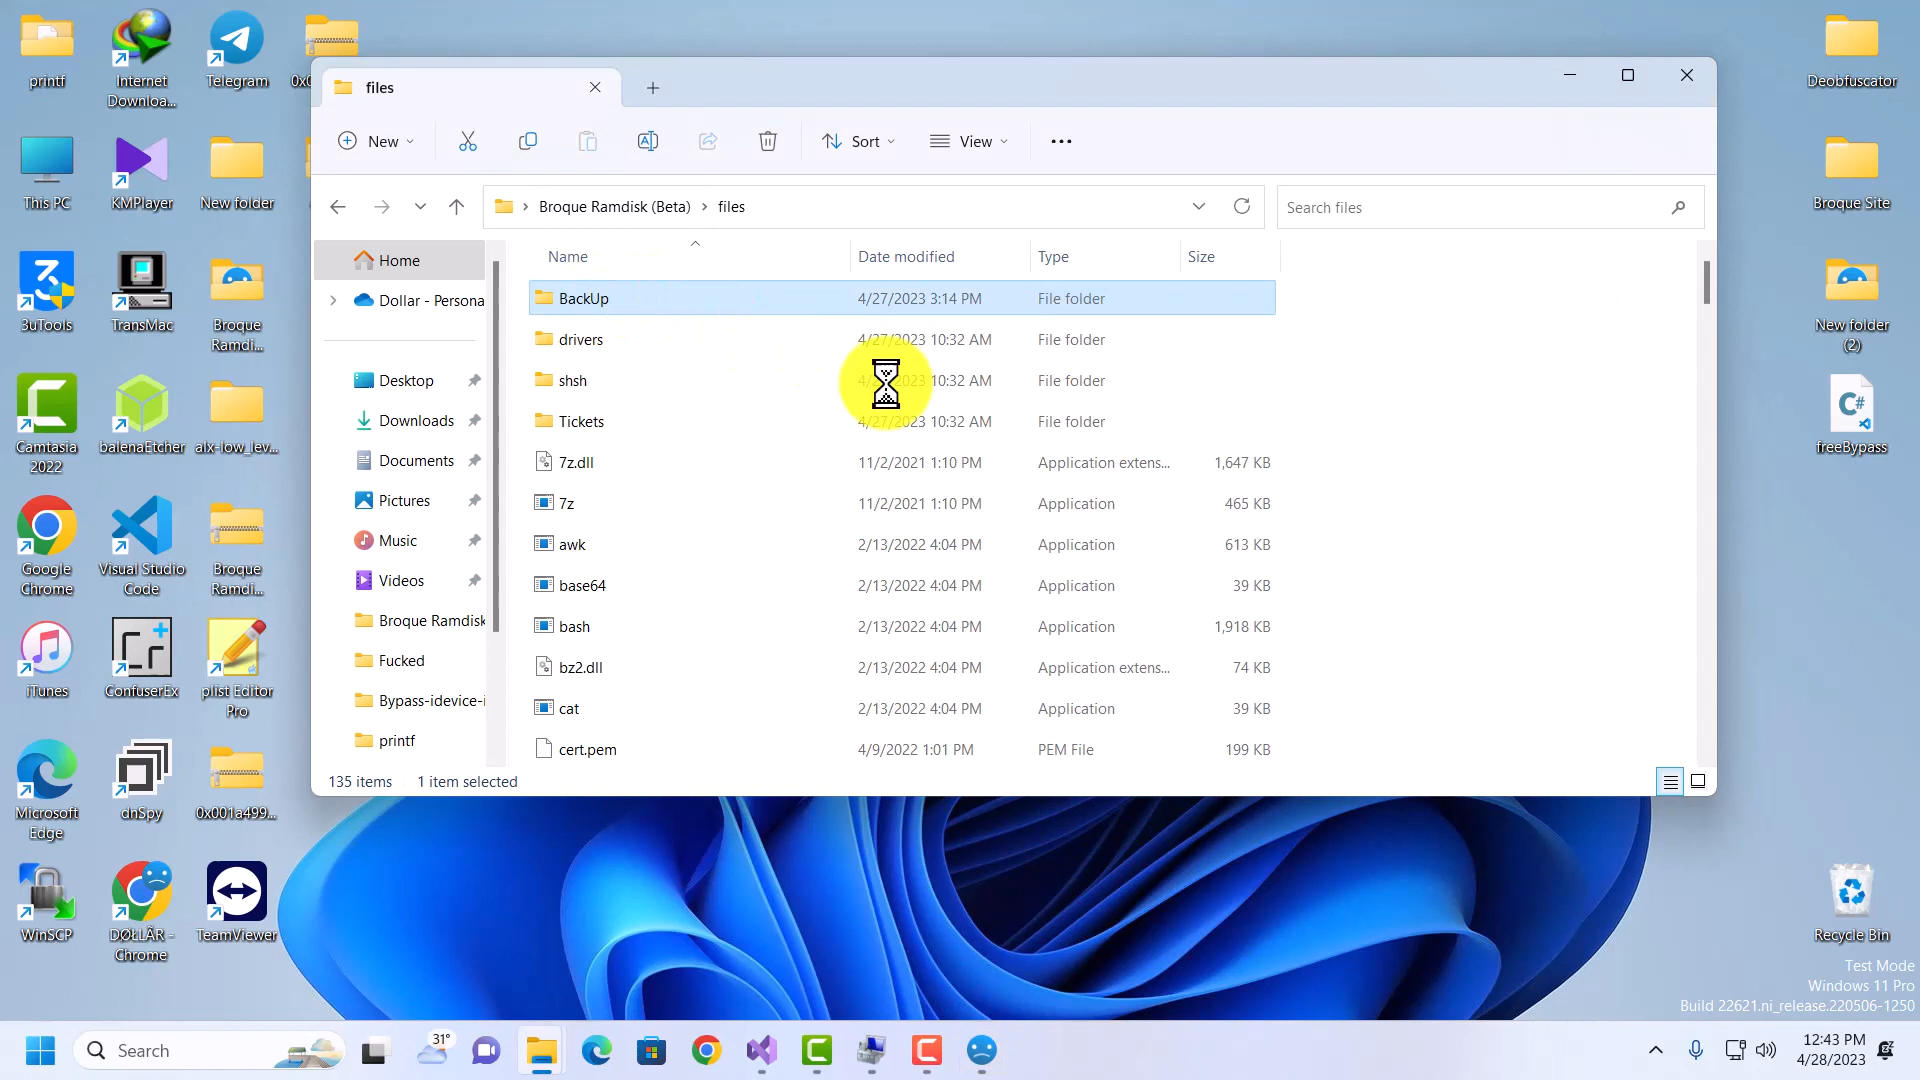 printf
Internet
Downloa...
Telegram
0x0
This PC
KMPlayer
New folder
3uTools
TransMac
Broque
Ramdi...
Camtasia
2022
balenaEtcher
alx-low_lev...
Google
Chrome
Visual Studio
Code
Broque
Ramdi...
iTunes
ConfuserEx
plist Editor
Pro
Microsoft
Edge
dnSpy
0x001a499...
WinSCP
DØŁLÃR -
Chrome
TeamViewer
files
New
Sort
View
Broque Ramdisk (Beta)
files
Search files
Home
Dollar - Persona
Desktop
Downloads
Documents
Pictures
Music
Videos
Broque Ramdisk
Fucked
Bypass-idevice-i
printf
Name Date modified Type Size
BackUp 4/27/2023 3:14 PM File folder
drivers 4/27/2023 10:32 AM File folder
shsh 4/27/2023 10:32 AM File folder
Tickets 4/27/2023 10:32 AM File folder
7z.dll 11/2/2021 1:10 PM Application extens... 1,647 KB
7z 11/2/2021 1:10 PM Application 465 KB
awk 2/13/2022 4:04 PM Application 613 KB
base64 2/13/2022 4:04 PM Application 39 KB
bash 2/13/2022 4:04 PM Application 1,918 KB
bz2.dll 2/13/2022 4:04 PM Application extens... 74 KB
cat 2/13/2022 4:04 PM Application 39 KB
cert.pem 4/9/2022 1:01 PM PEM File 199 KB
135 items 1 item selected
Deobfuscator
Broque Site
New folder
(2)
C#
freeBypass
Recycle Bin
Test Mode
Windows 11 Pro
Build 22621.ni_release.220506-1250
Search
31°
12:43 PM
4/28/2023